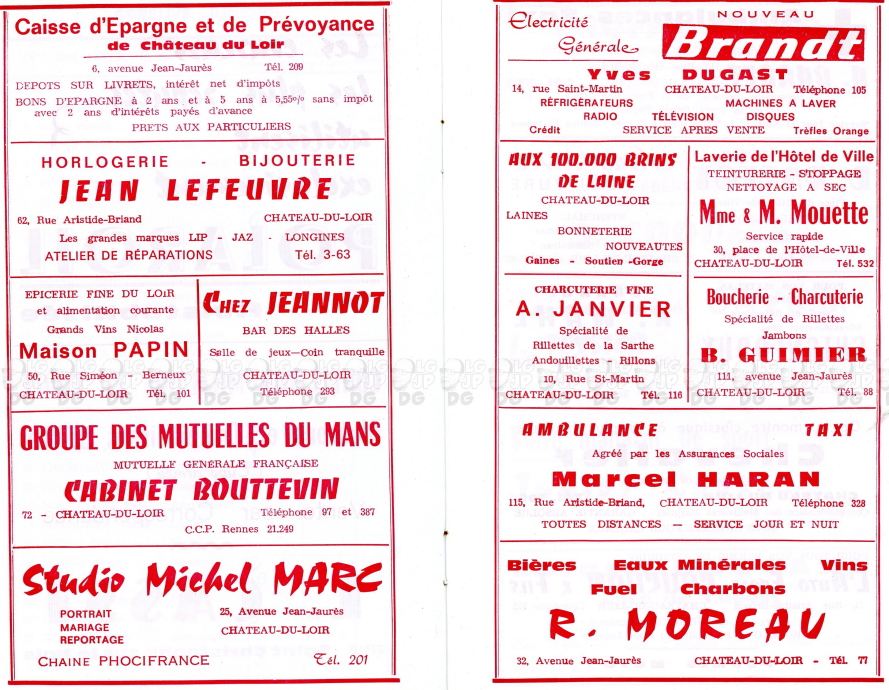 Caisse d'Epargne et de Prévoyance
de Château du Loir
6, avenue Jean-Jaurès Tél. 209
DEPOTS SUR LIVRETS, intérêt net d'impôts
BONS D'EPARGNE à 2 ans et à 5 ans à 5,55% sans impôt
avec 2 ans d'intérêts payés d'avance
PRETS AUX PARTICULIERS
HORLOGERIE - BIJOUTERIE
JEAN LEFEUVRE
62, Rue Aristide-Briand CHATEAU-DU-LOIR
Les grandes marques LIP - JAZ - LONGINES
ATELIER DE RÉPARATIONS Tél. 3-63
EPICERIE FINE DU LOIR
et alimentation courante
Grands Vins Nicolas
Maison PAPIN
50, Rue Siméon - Berneux
CHATEAU-DU-LOIR Tél. 101
CHEZ JEANNOT
BAR DES HALLES
Salle de jeux—Coin tranquille
CHATEAU-DU-LOIR
Téléphone 293
GROUPE DES MUTUELLES DU MANS
MUTUELLE GENÉRALE FRANÇAISE
CABINET BOUTTEVIN
72 - CHATEAU-DU-LOIR Téléphone 97 et 387
C.C.P. Rennes 21.249
Studio Michel MARC
PORTRAIT
MARIAGE
REPORTAGE
25, Avenue Jean-Jaurès
CHATEAU-DU-LOIR
CHAINE PHOCIFRANCE Tél. 201
Electricité
Générale
NOUVEAU
Brandt
Yves DUGAST
14, rue Saint-Martin CHATEAU-DU-LOIR Téléphone 105
RÉFRIGÉRATEURS MACHINES A LAVER
RADIO TÉLÉVISION DISQUES
Crédit SERVICE APRES VENTE Trèfles Orange
AUX 100.000 BRINS
DE LAINE
CHATEAU-DU-LOIR
LAINES
BONNETERIE
NOUVEAUTES
Gaines - Soutien -Gorge
Laverie de l'Hôtel de Ville
TEINTURERIE - STOPPAGE
NETTOYAGE A SEC
Mme & M. Mouette
Service rapide
30, place de l'Hôtel-de-Ville
CHATEAU-DU-LOIR Tél. 532
CHARCUTERIE FINE
A. JANVIER
Spécialité de
Rillettes de la Sarthe
Andouillettes - Rillons
10, Rue St-Martin
CHATEAU-DU-LOIR Tél. 116
Boucherie - Charcuterie
Spécialité de Rillettes
Jambons
B. GUIMIER
111, avenue Jean-Jaurès
CHATEAU-DU-LOIR Tél. 88
AMBULANCE TAXI
Agréé par les Assurances Sociales
Marcel HARAN
115, Rue Aristide-Briand, CHATEAU-DU-LOIR Téléphone 328
TOUTES DISTANCES — SERVICE JOUR ET NUIT
Bières Eaux Minérales Vins
Fuel Charbons
R. MOREAU
32, Avenue Jean-Jaurès CHATEAU-DU-LOIR - Tél. 77